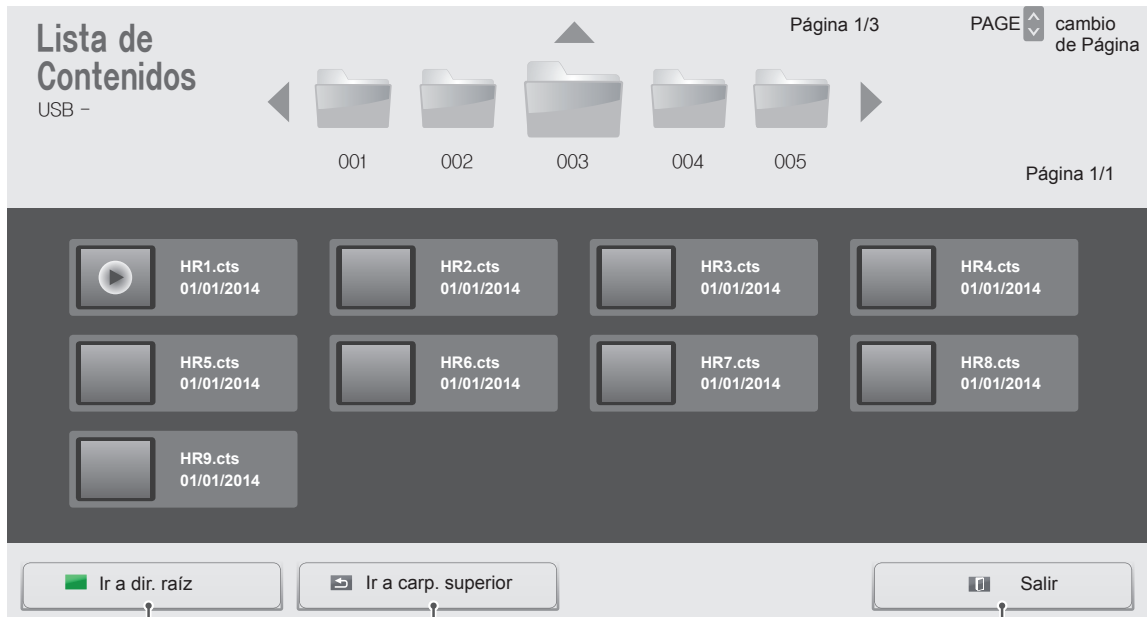 Lista de
Contenidos
USB -
Página 1/3
PAGE
cambio
de Página
001
002
003
004
005
Página 1/1
HR1.cts
01/01/2014
HR2.cts
01/01/2014
HR3.cts
01/01/2014
HR4.cts
01/01/2014
HR5.cts
01/01/2014
HR6.cts
01/01/2014
HR7.cts
01/01/2014
HR8.cts
01/01/2014
HR9.cts
01/01/2014
Ir a dir. raíz
Ir a carp. superior
Salir